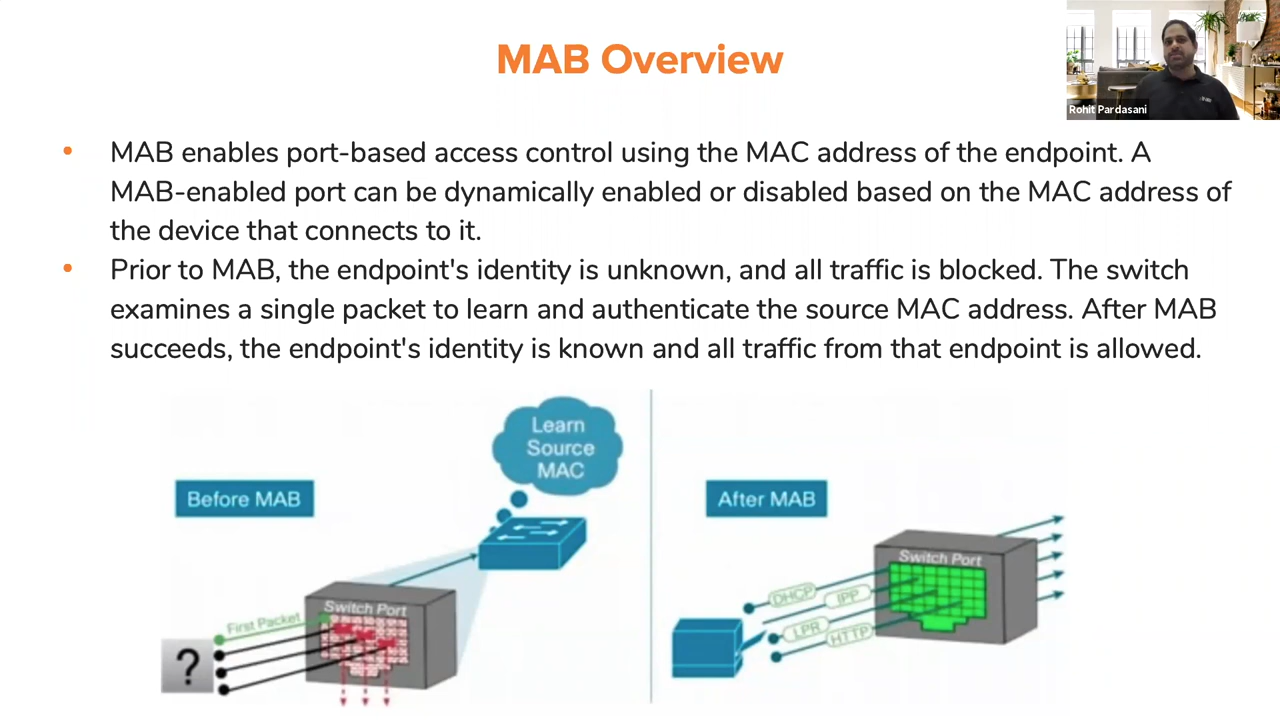 MAB Overview
Rohit Pardasani
• MAB enables port-based access control using the MAC address of the endpoint. A
MAB-enabled port can be dynamically enabled or disabled based on the MAC address of
the device that connects to it.
• Prior to MAB, the endpoint's identity is unknown, and all traffic is blocked. The switch
examines a single packet to learn and authenticate the source MAC address. After MAB
succeeds, the endpoint's identity is known and all traffic from that endpoint is allowed.
Learn
Source
MAC
Before MAB
Switch Port
First Packet
?
After MAB
Switch Port
DHCP
IPP
LPR
HTTP